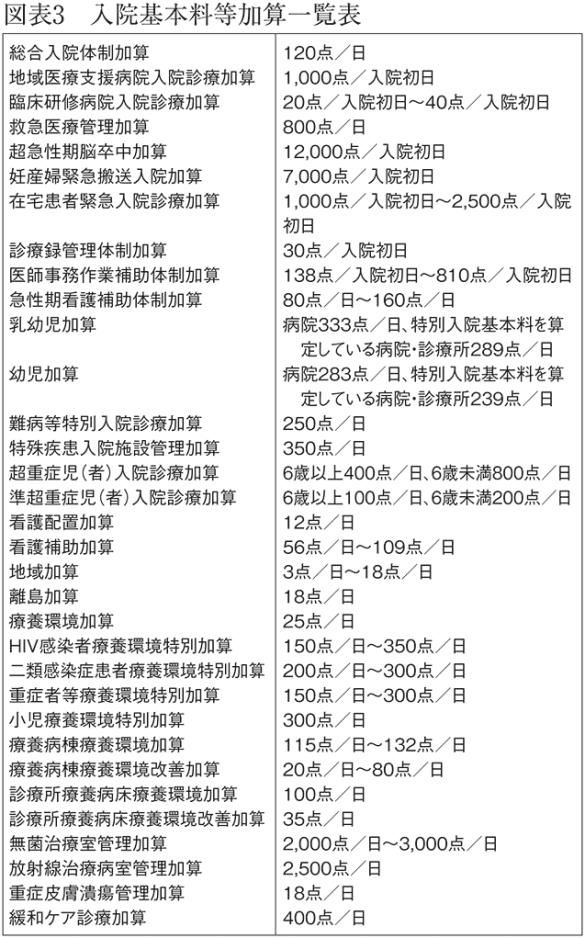 図表3　入院基本料等加算一覧表
総合入院体制加算　120点／日
地域医療支援病院入院診療加算　1,000点／入院初日
臨床研修病院入院診療加算　20点／入院初日～40点／入院初日
救急医療管理加算　800点／日
超急性期脳卒中加算　12,000点／入院初日
妊産婦緊急搬送入院加算　7,000点／入院初日
在宅患者緊急入院診療加算　1,000点／入院初日～2,500点／入院
初日
診療録管理体制加算　30点／入院初日
医師事務作業補助体制加算　138点／入院初日～810点／入院初日
急性期看護補助体制加算　80点／日～160点／日
乳幼児加算　病院333点／日、特別入院基本料を算
定している病院・診療所289点／日
幼児加算　病院283点／日、特別入院基本料を算
定している病院・診療所239点／日
難病等特別入院診療加算　250点／日
特殊疾患入院施設管理加算　350点／日
超重症児（者）入院診療加算　6歳以上400点／日、6歳未満800点／日
準超重症児（者）入院診療加算　6歳以上100点／日、6歳未満200点／日
看護配置加算　12点／日
看護補助加算　56点／日～109点／日
地域加算　3点／日～18点／日
離島加算　18点／日
療養環境加算　25点／日
HIV感染者療養環境特別加算　150点／日～350点／日
二類感染症患者療養環境特別加算　200点／日～300点／日
重症者等療養環境特別加算　150点／日～300点／日
小児療養環境特別加算　300点／日
療養病棟療養環境加算　115点／日～132点／日
療養病棟療養環境改善加算　20点／日～80点／日
診療所療養病床療養環境加算　100点／日
診療所療養病床療養環境改善加算　35点／日
無菌治療室管理加算　2,000点／日～3,000点／日
放射線治療病室管理加算　2,500点／日
重症皮膚潰瘍管理加算　18点／日
緩和ケア診療加算　400点／日